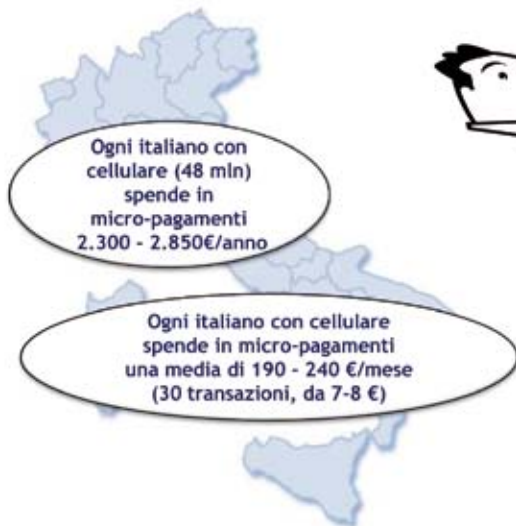 Ogni italiano con
cellulare (48 mln)
spende in
micro-pagamenti
2.300 - 2.850€/anno
Ogni italiano con cellulare
spende in micro-pagamenti
una media di 190 - 240 €/mese
(30 transazioni, da 7-8 €)